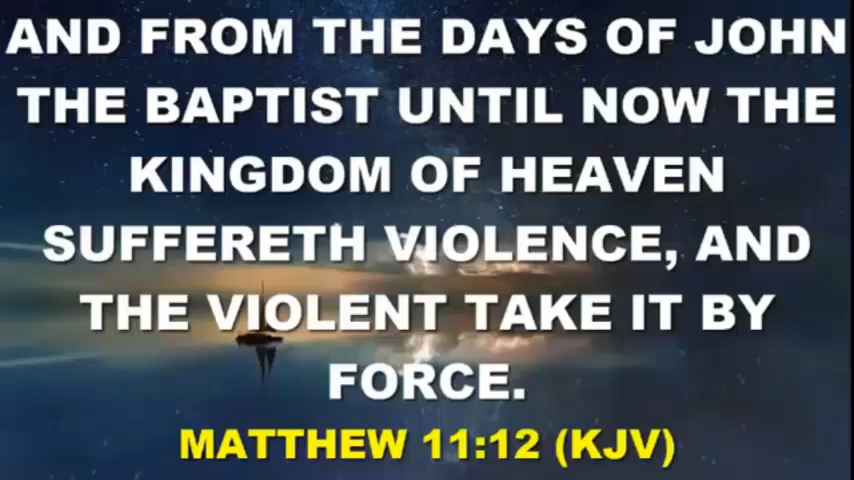 AND FROM THE DAYS OF JOHN
THE BAPTIST UNTIL NOW THE
KINGDOM OF HEAVEN
SUFFERETH VIOLENCE, AND
THE VIOLENT TAKE IT BY
FORCE.
MATTHEW 11:12 (KJV)